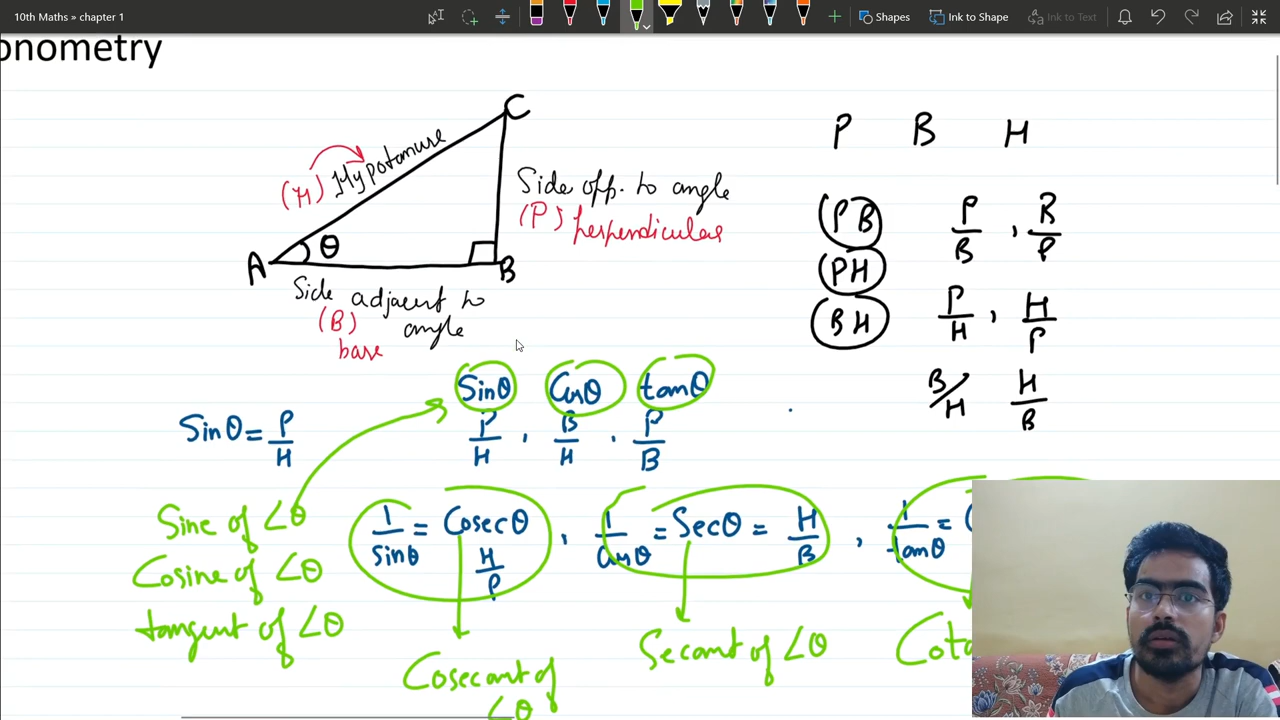 10th Maths » chapter 1
Shapes
Ink to Shape
Ink to Text
onometry
C
(H) Hypotanuse
θ
A
B
Side opp. to angle
(P) perpendicular
Side adjacent to
(B) angle
base
P B H
PB P/B , B/P
PH P/H , H/P
BH B/H H/B
Sinθ Cosθ tanθ
Sinθ = P/H
P/H , B/H , P/B
Sine of ∠θ
Cosine of ∠θ
tangent of ∠θ
1/sinθ = Cosecθ H/P , 1/cosθ = Secθ = H/B , 1/tanθ =
Cosecant of
∠θ
Secant of ∠θ
Cota